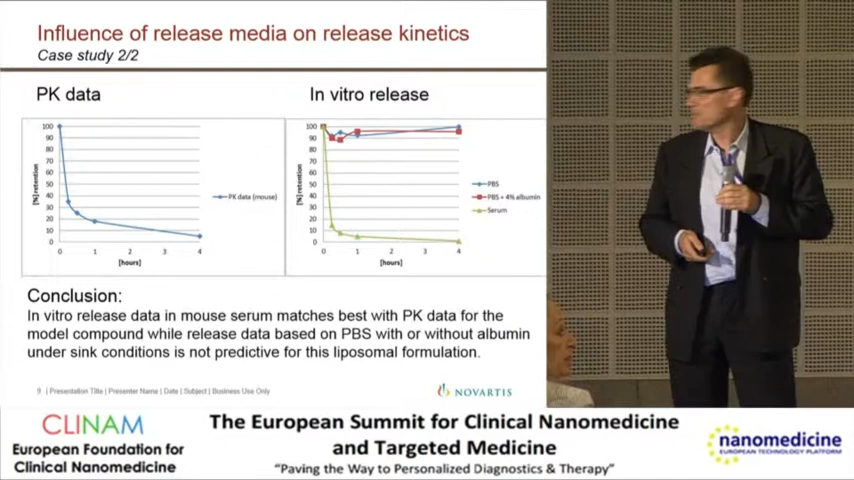 Influence of release media on release kinetics
Case study 2/2
PK data
In vitro release
100
90
80
70
60
50
40
30
20
10
0
[%] retention
0
1
2
3
4
[hours]
PK data (mouse)
100
90
80
70
60
50
40
30
20
10
0
[%] retention
0
1
2
3
4
[hours]
PBS
PBS + 4% albumin
Serum
Conclusion:
In vitro release data in mouse serum matches best with PK data for the
model compound while release data based on PBS with or without albumin
under sink conditions is not predictive for this liposomal formulation.
9 | Presentation Title | Presenter Name | Date | Subject | Business Use Only
NOVARTIS
CLINAM
European Foundation for
Clinical Nanomedicine
The European Summit for Clinical Nanomedicine
and Targeted Medicine
"Paving the Way to Personalized Diagnostics & Therapy"
nanomedicine
EUROPEAN TECHNOLOGY PLATFORM